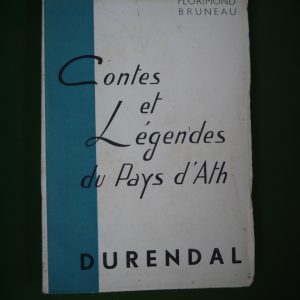 FLORIMOND
BRUNEAU
Contes
et
Légendes
du Pays d'Ath
DURENDAL